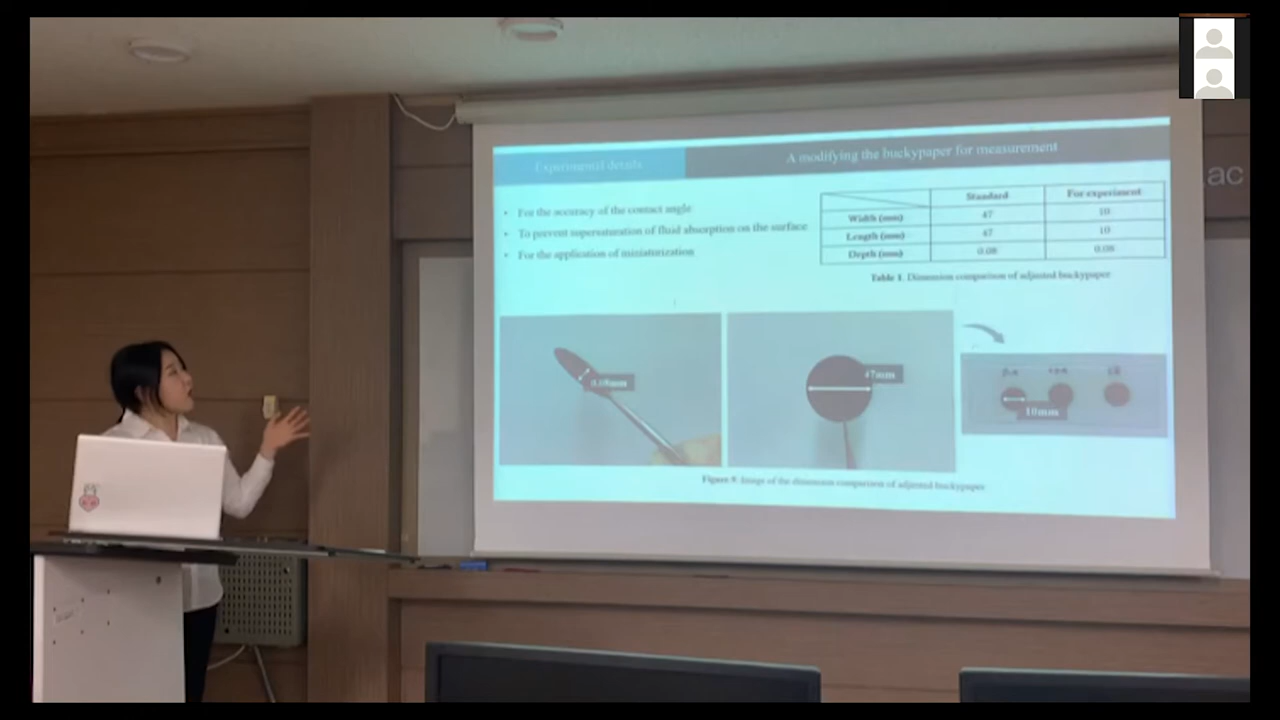 Experimental details
A modifying the buckypaper for measurement
ac
• For the accuracy of the contact angle
• To prevent supersaturation of fluid absorption on the surface
• For the application of miniaturization
Standard For experiment
Width (mm) 47 10
Length (mm) 47 10
Depth (mm) 0.08 0.08
Table 1. Dimension comparison of adjusted buckypaper
0.08mm
47mm
10mm
Figure 9. Image of the dimension comparison of adjusted buckypaper